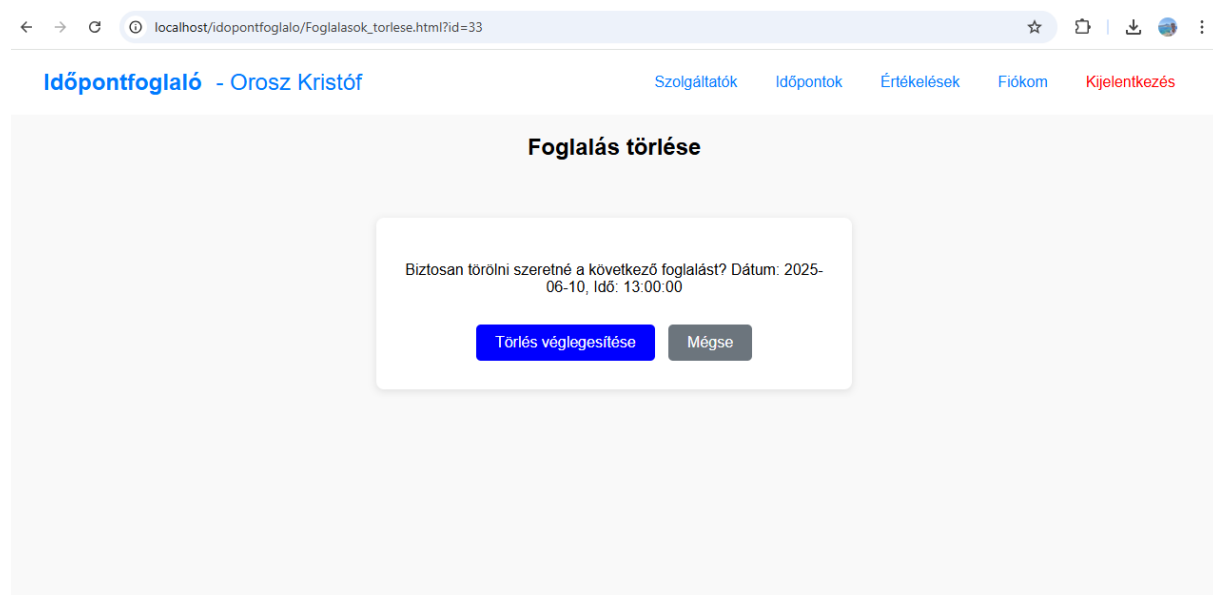 localhost/idopontfoglalo/Foglalasok_torlese.html?id=33
Időpontfoglaló - Orosz Kristóf
Szolgáltatók Időpontok Értékelések Fiókom Kijelentkezés
Foglalás törlése
Biztosan törölni szeretné a következő foglalást? Dátum: 2025-
06-10, Idő: 13:00:00
Törlés véglegesítése Mégse